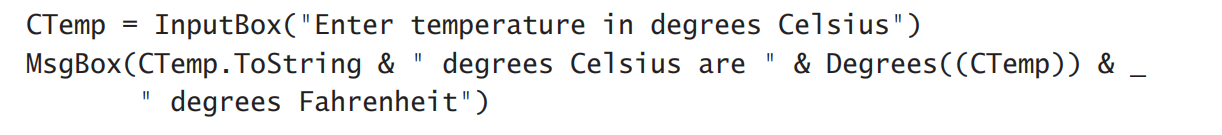 CTemp = InputBox("Enter temperature in degrees Celsius")
MsgBox(CTemp.ToString & " degrees Celsius are " & Degrees((CTemp)) & _
" degrees Fahrenheit")